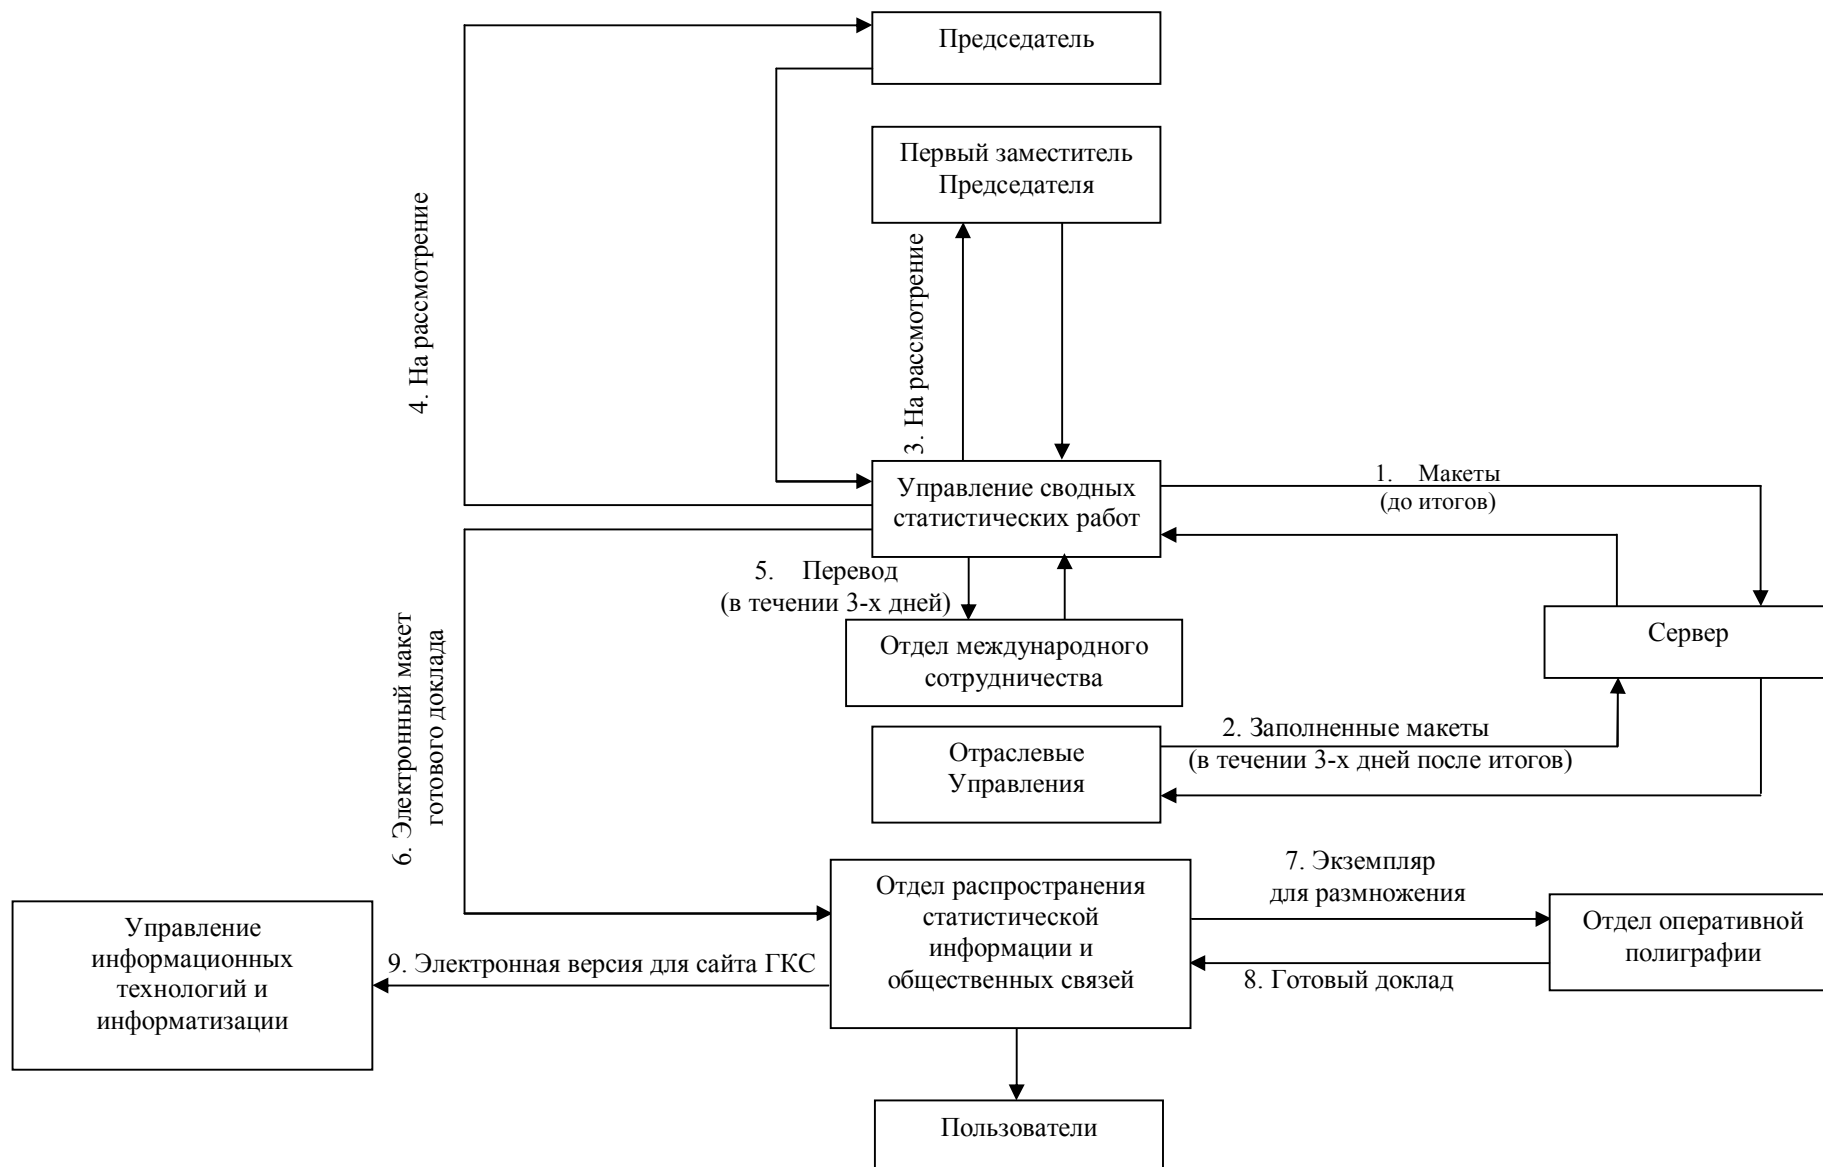 Председатель
Первый заместитель
Председателя
4. На рассмотрение
3. На рассмотрение
Управление сводных
статистических работ
1. Макеты
(до итогов)
5. Перевод
(в течении 3-х дней)
Отдел международного
сотрудничества
Сервер
6. Электронный макет
готового доклада
Отраслевые
Управления
2. Заполненные макеты
(в течении 3-х дней после итогов)
Отдел распространения
статистической
информации и
общественных связей
7. Экземпляр
для размножения
8. Готовый доклад
Отдел оперативной
полиграфии
Управление
информационных
технологий и
информатизации
9. Электронная версия для сайта ГКС
Пользователи